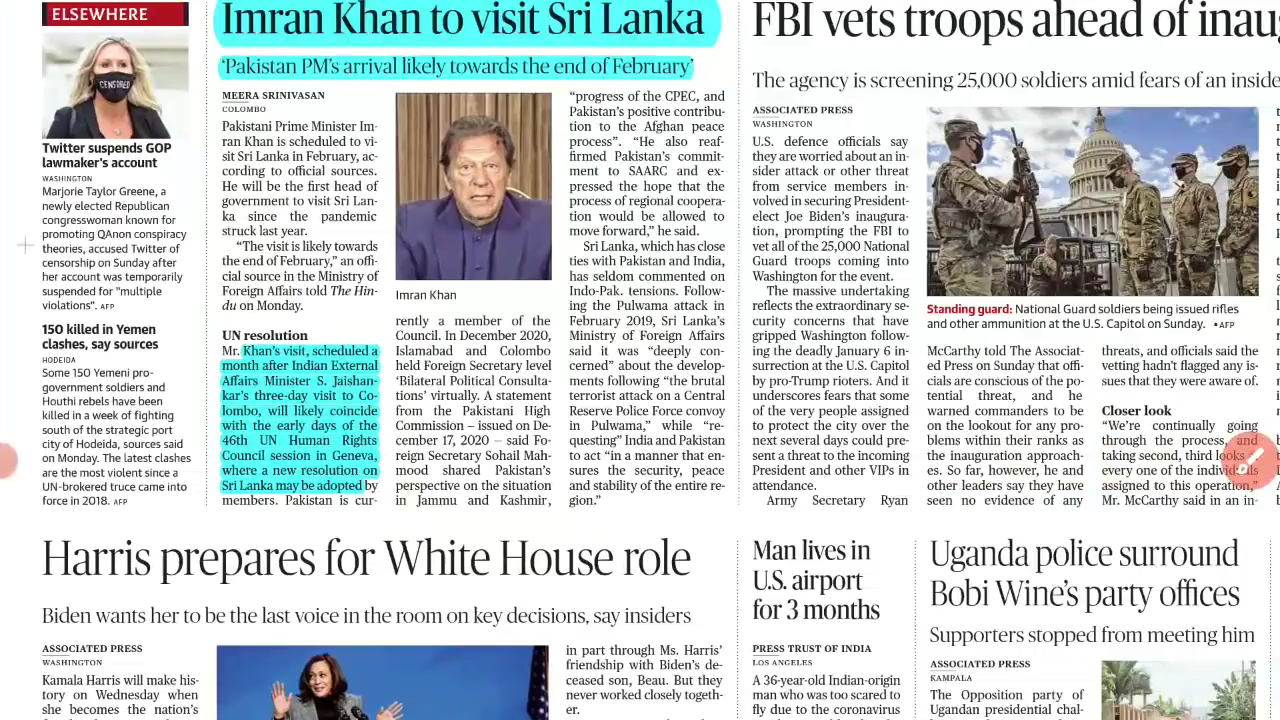 ELSEWHERE
CENSORED
Twitter suspends GOP
lawmaker's account
WASHINGTON
Marjorie Taylor Greene, a
newly elected Republican
congresswoman known for
promoting QAnon conspiracy
theories, accused Twitter of
censorship on Sunday after
her account was temporarily
suspended for "multiple
violations". AFP
150 killed in Yemen
clashes, say sources
HODEIDA
Some 150 Yemeni pro-
government soldiers and
Houthi rebels have been
killed in a week of fighting
south of the strategic port
city of Hodeida, sources said
on Monday. The latest clashes
are the most violent since a
UN-brokered truce came into
force in 2018. AFP
Imran Khan to visit Sri Lanka
‘Pakistan PM’s arrival likely towards the end of February’
MEERA SRINIVASAN
COLOMBO
Pakistani Prime Minister Im-
ran Khan is scheduled to vi-
sit Sri Lanka in February, ac-
cording to official sources.
He will be the first head of
government to visit Sri Lan-
ka since the pandemic
struck last year.
“The visit is likely towards
the end of February,” an offi-
cial source in the Ministry of
Foreign Affairs told The Hin-
du on Monday.
UN resolution
Mr. Khan’s visit, scheduled a
month after Indian External
Affairs Minister S. Jaishan-
kar’s three-day visit to Co-
lombo, will likely coincide
with the early days of the
46th UN Human Rights
Council session in Geneva,
where a new resolution on
Sri Lanka may be adopted by
members. Pakistan is cur-
Imran Khan
rently a member of the
Council. In December 2020,
Islamabad and Colombo
held Foreign Secretary level
‘Bilateral Political Consulta-
tions’ virtually. A statement
from the Pakistani High
Commission – issued on De-
cember 17, 2020 – said Fo-
reign Secretary Sohail Mah-
mood shared Pakistan’s
perspective on the situation
in Jammu and Kashmir,
“progress of the CPEC, and
Pakistan’s positive contribu-
tion to the Afghan peace
process”. “He also reaf-
firmed Pakistan’s commit-
ment to SAARC and ex-
pressed the hope that the
process of regional coopera-
tion would be allowed to
move forward,” he said.
Sri Lanka, which has close
ties with Pakistan and India,
has seldom commented on
Indo-Pak. tensions. Follow-
ing the Pulwama attack in
February 2019, Sri Lanka’s
Ministry of Foreign Affairs
said it was “deeply con-
cerned” about the develop-
ments following “the brutal
terrorist attack on a Central
Reserve Police Force convoy
in Pulwama,” while “re-
questing” India and Pakistan
to act “in a manner that en-
sures the security, peace
and stability of the entire re-
gion.”
FBI vets troops ahead of inaug
The agency is screening 25,000 soldiers amid fears of an inside
ASSOCIATED PRESS
WASHINGTON
U.S. defence officials say
they are worried about an in-
sider attack or other threat
from service members in-
volved in securing President-
elect Joe Biden’s inaugura-
tion, prompting the FBI to
vet all of the 25,000 National
Guard troops coming into
Washington for the event.
The massive undertaking
reflects the extraordinary se-
curity concerns that have
gripped Washington follow-
ing the deadly January 6 in-
surrection at the U.S. Capitol
by pro-Trump rioters. And it
underscores fears that some
of the very people assigned
to protect the city over the
next several days could pre-
sent a threat to the incoming
President and other VIPs in
attendance.
Army Secretary Ryan
Standing guard: National Guard soldiers being issued rifles
and other ammunition at the U.S. Capitol on Sunday. • AFP
McCarthy told The Associat-
ed Press on Sunday that offi-
cials are conscious of the po-
tential threat, and he
warned commanders to be
on the lookout for any pro-
blems within their ranks as
the inauguration approach-
es. So far, however, he and
other leaders say they have
seen no evidence of any
threats, and officials said the
vetting hadn't flagged any is-
sues that they were aware of.
Closer look
“We’re continually going
through the process, and
taking second, third looks at
every one of the individuals
assigned to this operation,”
Mr. McCarthy said in an in-
Harris prepares for White House role
Biden wants her to be the last voice in the room on key decisions, say insiders
ASSOCIATED PRESS
WASHINGTON
Kamala Harris will make his-
tory on Wednesday when
she becomes the nation’s
in part through Ms. Harris’
friendship with Biden’s de-
ceased son, Beau. But they
never worked closely togeth-
er.
Man lives in
U.S. airport
for 3 months
PRESS TRUST OF INDIA
LOS ANGELES
A 36-year-old Indian-origin
man who was too scared to
fly due to the coronavirus
Uganda police surround
Bobi Wine’s party offices
Supporters stopped from meeting him
ASSOCIATED PRESS
KAMPALA
The Opposition party of
Ugandan presidential chal-